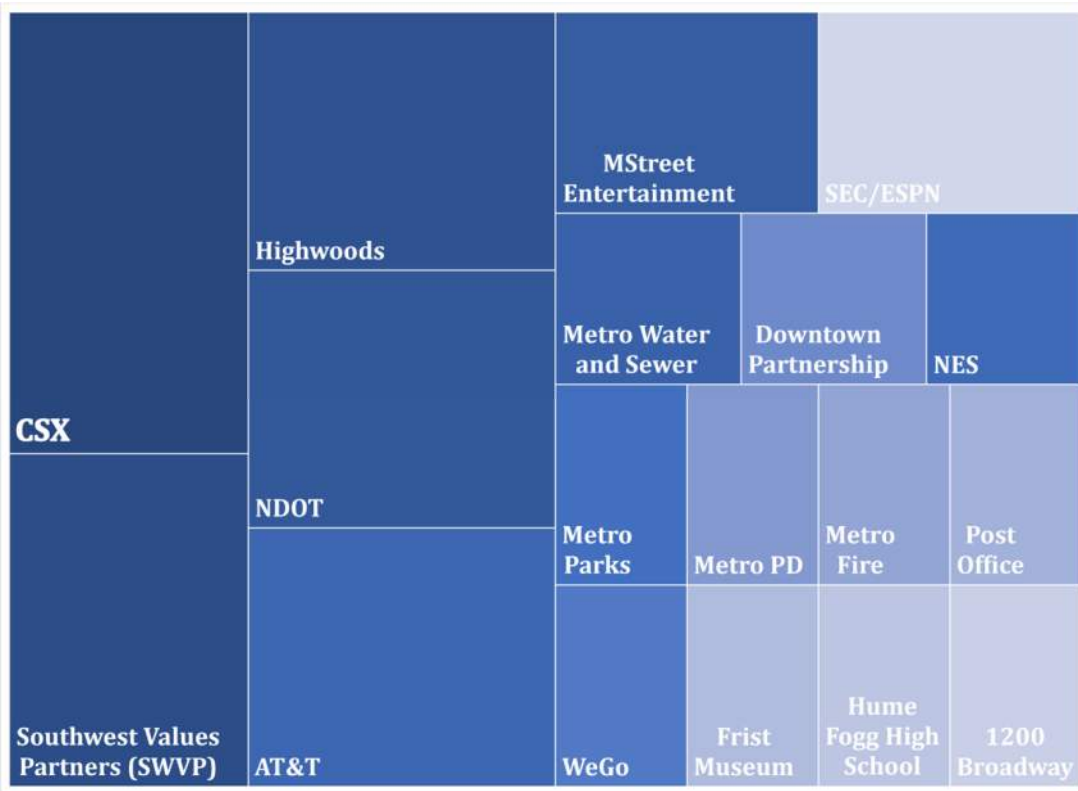 CSX
Southwest Values
Partners (SWVP)
Highwoods
NDOT
AT&T
MStreet
Entertainment
SEC/ESPN
Metro Water
and Sewer
Downtown
Partnership
NES
Metro
Parks
Metro PD
Metro
Fire
Post
Office
WeGo
Frist
Museum
Hume
Fogg High
School
1200
Broadway